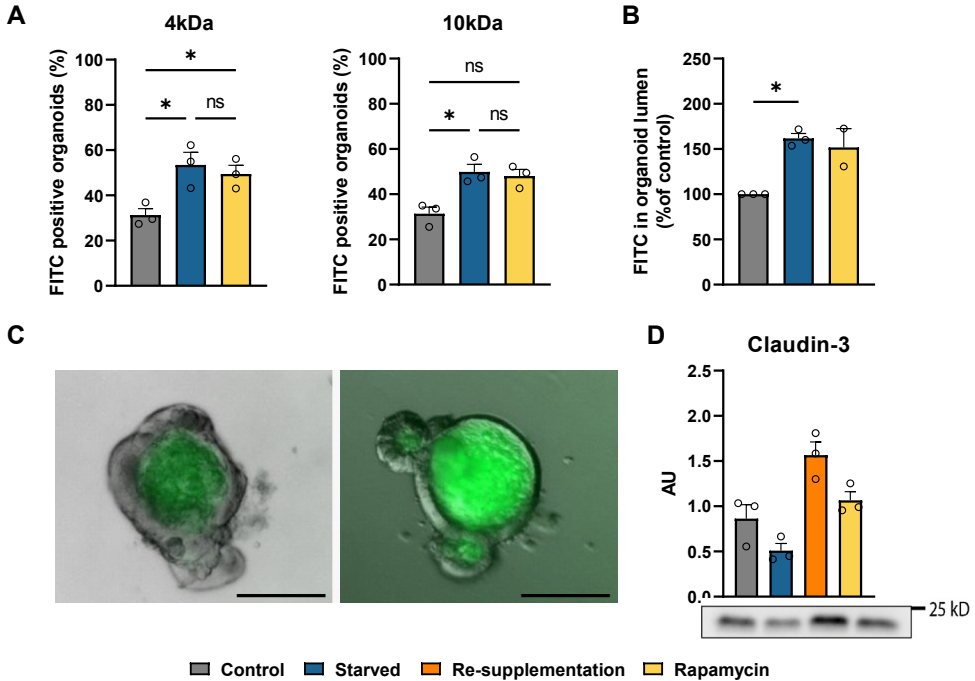 A
4kDa
FITC positive organoids (%)
100
80
60
40
20
0
*
*
ns
10kDa
FITC positive organoids (%)
100
80
60
40
20
0
ns
*
ns
B
FITC in organoid lumen
(% of control)
250
200
150
100
50
0
*
C
D
Claudin-3
AU
2.5
2.0
1.5
1.0
0.5
0.0
25 kD
Control
Starved
Re-supplementation
Rapamycin